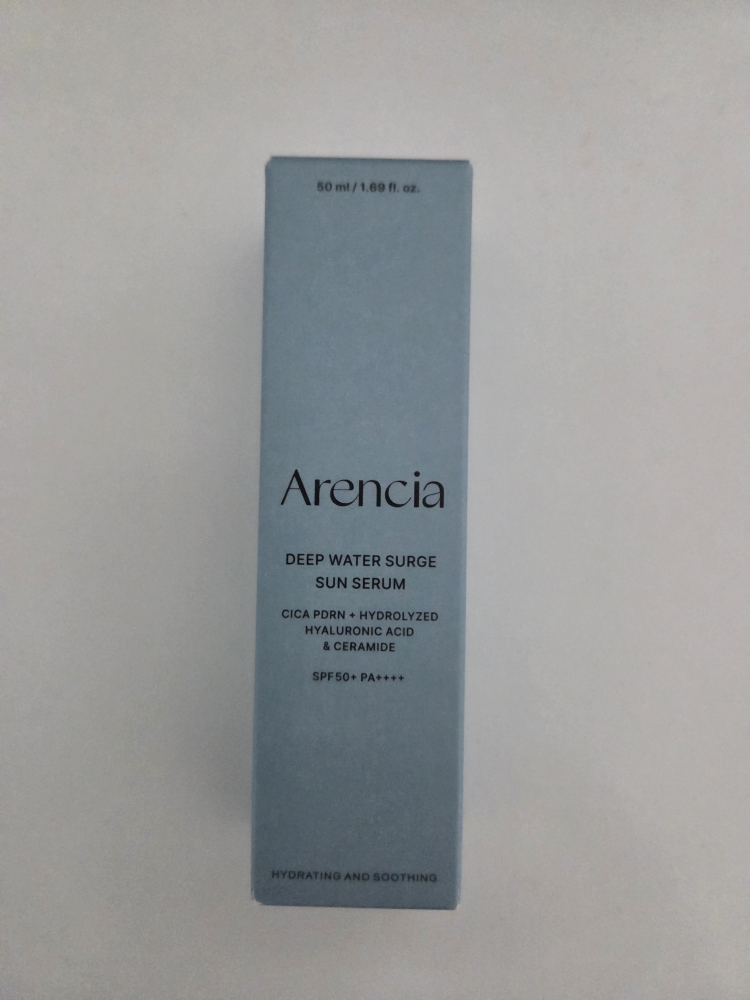 50 ml / 1.69 fl. oz.
Arencia
DEEP WATER SURGE
SUN SERUM
CICA PDRN + HYDROLYZED
HYALURONIC ACID
& CERAMIDE
SPF50+ PA++++
HYDRATING AND SOOTHING